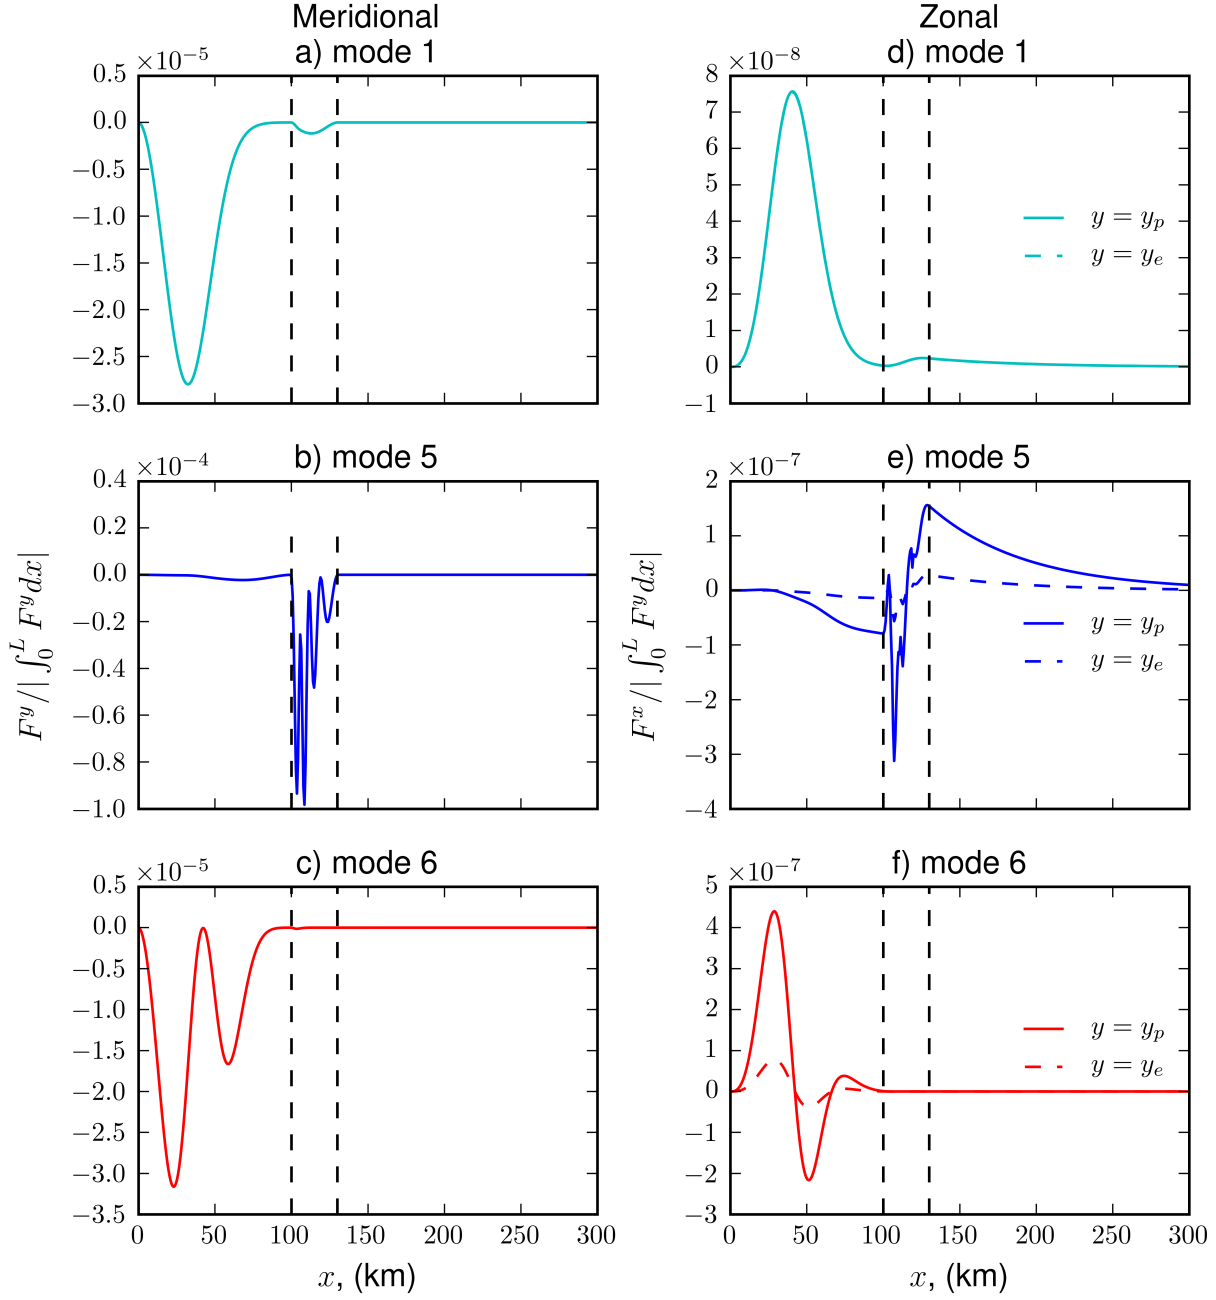 Meridional
a) mode 1
×10⁻⁵
0.5
0.0
−0.5
−1.0
−1.5
−2.0
−2.5
−3.0
Zonal
d) mode 1
×10⁻⁸
8
7
6
5
4
3
2
1
0
−1
y = y_p
y = y_e
b) mode 5
×10⁻⁴
0.4
0.2
0.0
−0.2
−0.4
−0.6
−0.8
−1.0
F^y/|∫_0^L F^y dx|
e) mode 5
×10⁻⁷
2
1
0
−1
−2
−3
−4
F^x/|∫_0^L F^y dx|
y = y_p
y = y_e
c) mode 6
×10⁻⁵
0.5
0.0
−0.5
−1.0
−1.5
−2.0
−2.5
−3.0
−3.5
0 50 100 150 200 250 300
x, (km)
f) mode 6
×10⁻⁷
5
4
3
2
1
0
−1
−2
−3
y = y_p
y = y_e
0 50 100 150 200 250 300
x, (km)